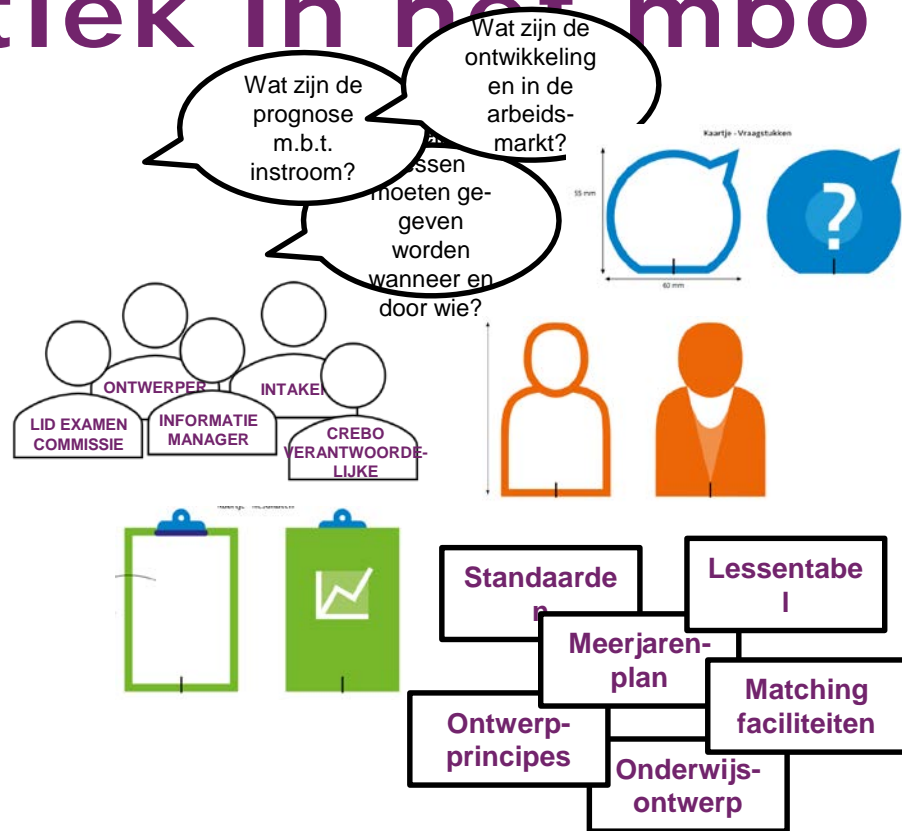 tiek in het mbo
Wat zijn de
prognose
m.b.t.
instroom?
Wat zijn de
ontwikkeling
en in de
arbeids-
markt?
essen
moeten ge-
geven
worden
wanneer en
door wie?
Kaartje - Vraagstukken
55 mm
60 mm
?
ONTWERPER
INTAKER
LID EXAMEN
COMMISSIE
INFORMATIE
MANAGER
CREBO
VERANTWOORDE-
LIJKE
Standaarde
n
Lessentabe
l
Meerjaren-
plan
Matching
faciliteiten
Ontwerp-
principes
Onderwijs-
ontwerp